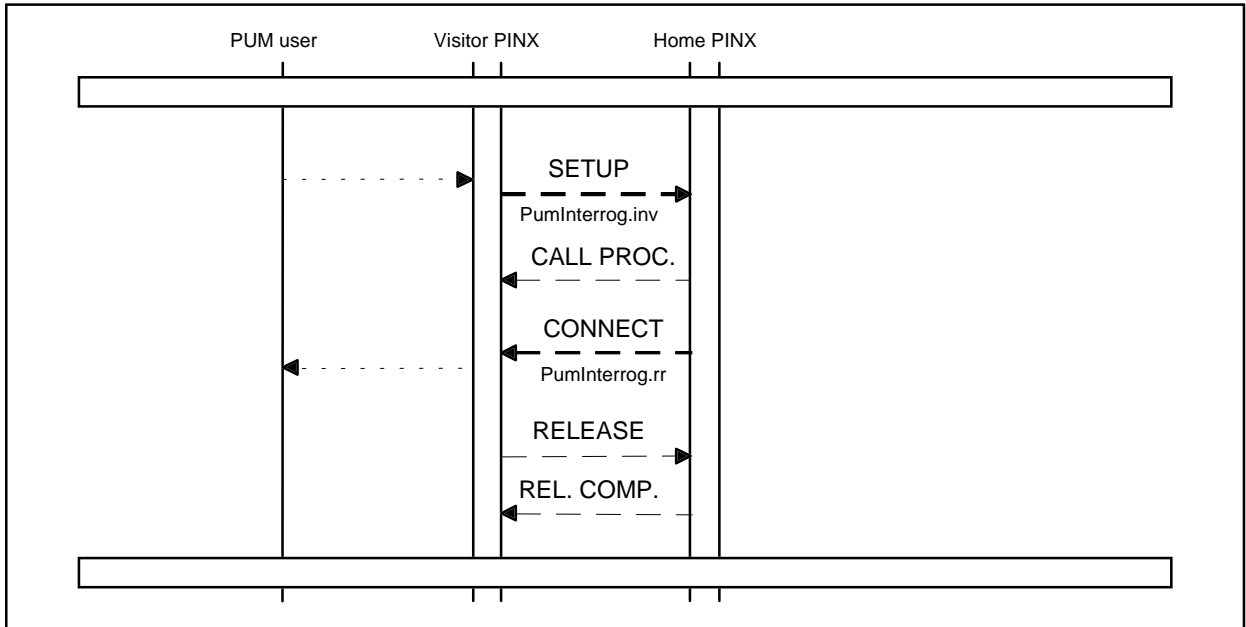 PUM user Visitor PINX Home PINX
SETUP
PumInterrog.inv
CALL PROC.
CONNECT
PumInterrog.rr
RELEASE
REL. COMP.